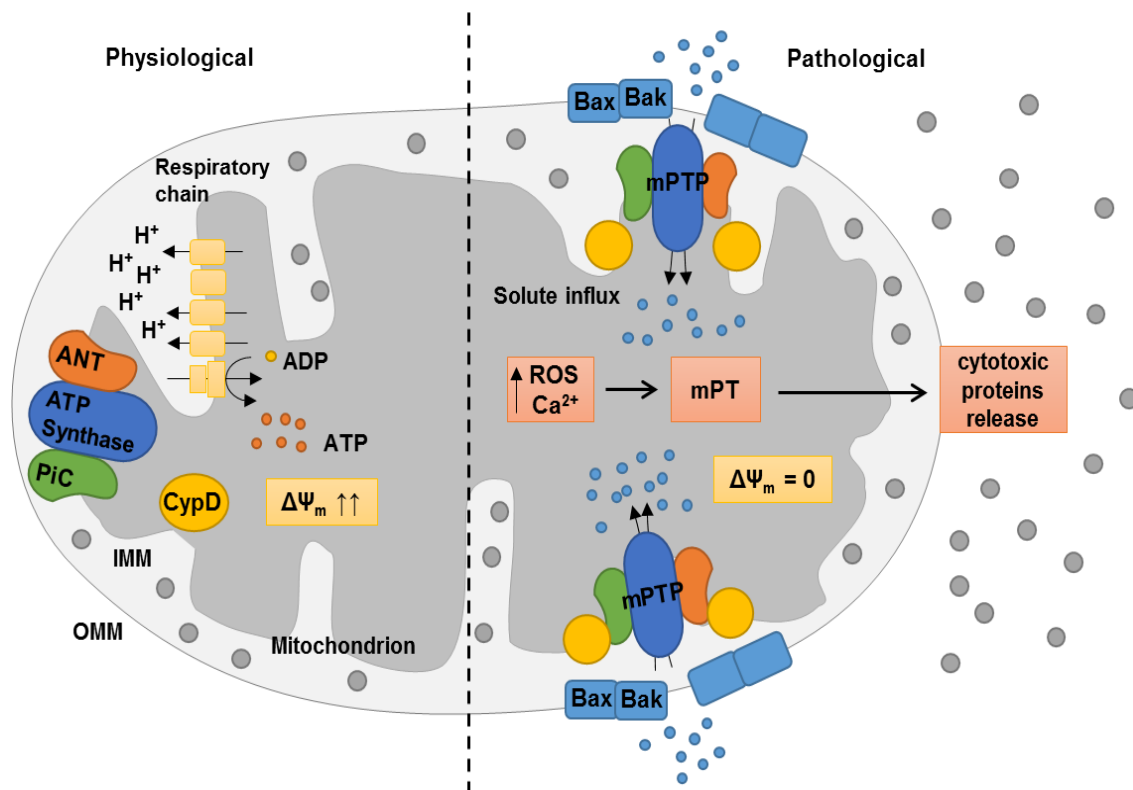 Physiological
Pathological
Bax Bak
Respiratory
chain
mPTP
H⁺
H⁺
H⁺
H⁺
H⁺
Solute influx
ANT
ADP
↑ ROS
Ca²⁺
mPT
cytotoxic
proteins
release
ATP
Synthase
ATP
PiC
CypD
ΔΨₘ ↑↑
ΔΨₘ = 0
IMM
mPTP
OMM
Mitochondrion
Bax Bak